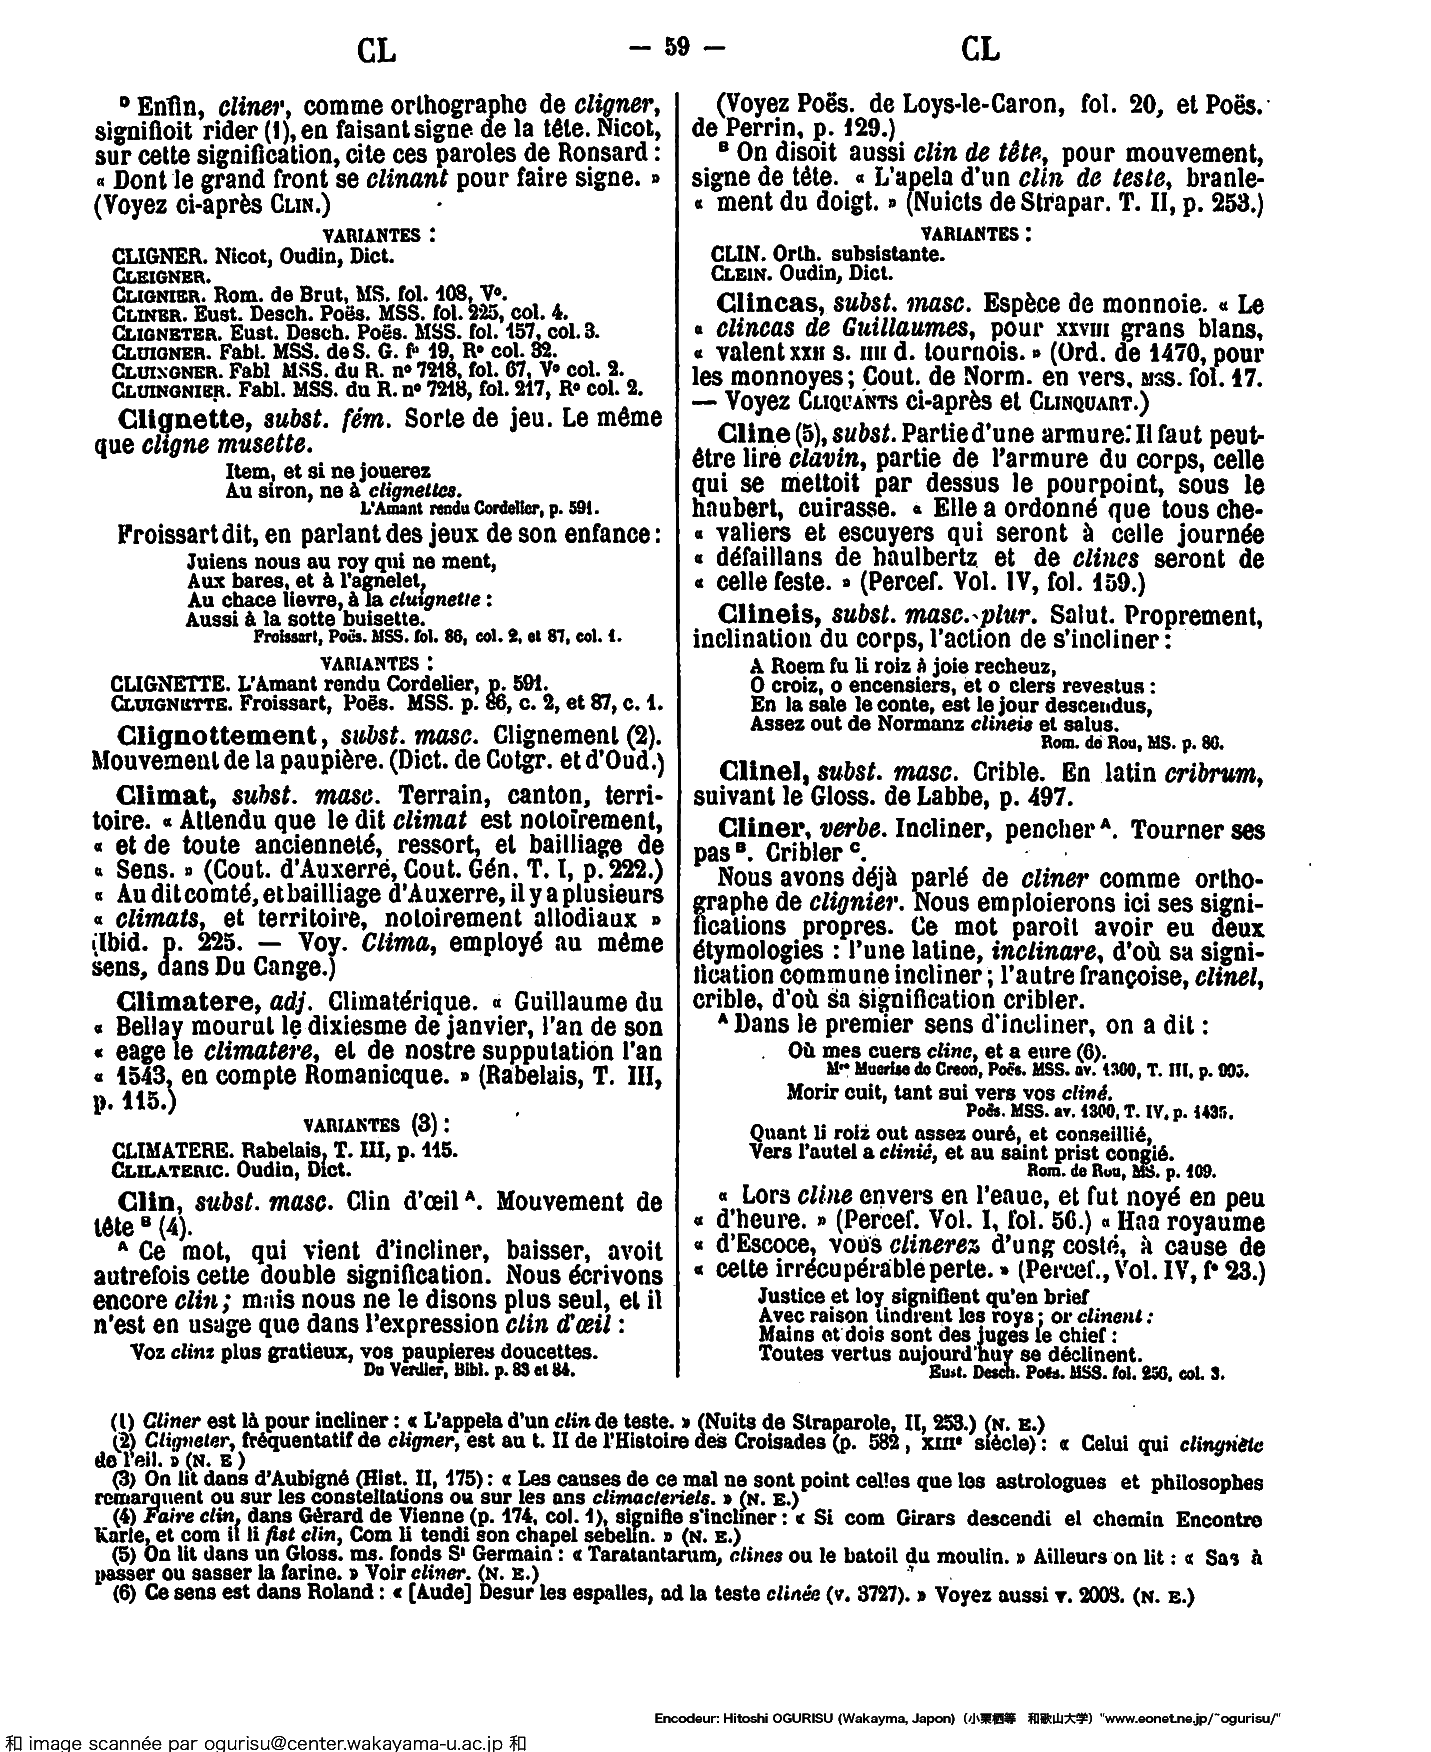 CL
— 59 —
CL
ᴰ Enfin, cliner, comme orthographe de cligner,
signifioit rider (1), en faisant signe de la tête. Nicot,
sur cette signification, cite ces paroles de Ronsard :
« Dont le grand front se clinant pour faire signe. »
(Voyez ci-après CLIN.)
VARIANTES :
CLIGNER. Nicot, Oudin, Dict.
CLEIGNER.
CLIGNIER. Rom. de Brut, MS. fol. 108, Vº.
CLINER. Eust. Desch. Poës. MSS. fol. 225, col. 4.
CLIGNETER. Eust. Desch. Poës. MSS. fol. 157, col. 3.
CLUIGNER. Fabl. MSS. de S. G. fº 19, Rº col. 32.
CLUINGNER. Fabl MSS. du R. nº 7218, fol. 67, Vº col. 2.
CLUINGNIER. Fabl. MSS. du R. nº 7218, fol. 217, Rº col. 2.
Clignette, subst. fém. Sorte de jeu. Le même
que cligne musette.
Item, et si ne jouerez
Au siron, ne à clignettes.
L'Amant rendu Cordelier, p. 591.
Froissart dit, en parlant des jeux de son enfance :
Juiens nous au roy qui ne ment,
Aux bares, et à l'agnelet,
Au chace lievre, à la cluignette :
Aussi à la sotte buisette.
Froissart, Poës. MSS. fol. 86, col. 2, et 87, col. 1.
VARIANTES :
CLIGNETTE. L'Amant rendu Cordelier, p. 591.
CLUIGNETTE. Froissart, Poës. MSS. p. 86, c. 2, et 87, c. 1.
Clignottement, subst. masc. Clignement (2).
Mouvement de la paupière. (Dict. de Cotgr. et d'Oud.)
Climat, subst. masc. Terrain, canton, terri-
toire. « Attendu que le dit climat est notoirement,
« et de toute ancienneté, ressort, et bailliage de
« Sens. » (Cout. d'Auxerre, Cout. Gén. T. I, p. 222.)
« Au dit comté, et bailliage d'Auxerre, il y a plusieurs
« climats, et territoire, notoirement allodiaux »
(Ibid. p. 225. — Voy. Clima, employé au même
sens, dans Du Cange.)
Climatere, adj. Climatérique. « Guillaume du
« Bellay mourut le dixiesme de janvier, l'an de son
« eage le climatere, et de nostre supputation l'an
« 1543, en compte Romanicque. » (Rabelais, T. III,
p. 115.)
VARIANTES (3) :
CLIMATERE. Rabelais, T. III, p. 115.
CLILATERIC. Oudin, Dict.
Clin, subst. masc. Clin d'œil ᴬ. Mouvement de
tête ᴮ (4).
ᴬ Ce mot, qui vient d'incliner, baisser, avoit
autrefois cette double signification. Nous écrivons
encore clin ; mais nous ne le disons plus seul, et il
n'est en usage que dans l'expression clin d'œil :
Voz clins plus gratieux, vos paupieres doucettes.
Du Verdier, Bibl. p. 83 et 84.
(Voyez Poës. de Loys-le-Caron, fol. 20, et Poës.
de Perrin, p. 129.)
ᴮ On disoit aussi clin de tête, pour mouvement,
signe de tête. « L'apela d'un clin de teste, branle-
« ment du doigt. » (Nuicts de Strapar. T. II, p. 253.)
VARIANTES :
CLIN. Orth. subsistante.
CLEIN. Oudin, Dict.
Clincas, subst. masc. Espèce de monnoie. « Le
« clincas de Guillaumes, pour XXVIII grans blans,
« valent XXII s. IIII d. tournois. » (Ord. de 1470, pour
les monnoyes ; Cout. de Norm. en vers, MSS. fol. 17.
— Voyez CLIQUANTS ci-après et CLINQUART.)
Cline (5), subst. Partie d'une armure. Il faut peut-
être lire clavin, partie de l'armure du corps, celle
qui se mettoit par dessus le pourpoint, sous le
haubert, cuirasse. « Elle a ordonné que tous che-
« valiers et escuyers qui seront à celle journée
« défaillans de haulbertz et de clines seront de
« celle feste. » (Percef. Vol. IV, fol. 159.)
Clineis, subst. masc. plur. Salut. Proprement,
inclination du corps, l'action de s'incliner :
A Roem fu li roiz à joie recheuz,
O croiz, o encensiers, et o clers revestus :
En la sale le conte, est le jour descendus,
Assez out de Normanz clineis et salus.
Rom. de Rou, MS. p. 86.
Clinel, subst. masc. Crible. En latin cribrum,
suivant le Gloss. de Labbe, p. 497.
Cliner, verbe. Incliner, pencher ᴬ. Tourner ses
pas ᴮ. Cribler ᶜ.
Nous avons déjà parlé de cliner comme ortho-
graphe de clignier. Nous emploierons ici ses signi-
fications propres. Ce mot paroit avoir eu deux
étymologies : l'une latine, inclinare, d'où sa signi-
fication commune incliner ; l'autre françoise, clinel,
crible, d'où sa signification cribler.
ᴬ Dans le premier sens d'incliner, on a dit :
Où mes cuers cline, et a eure (6).
Mʳᵉ Muerise de Creon, Poës. MSS. av. 1300, T. III, p. 995.
Morir cuit, tant sui vers vos cliné.
Poës. MSS. av. 1300, T. IV, p. 1435.
Quant li roiz out assez ouré, et conseillié,
Vers l'autel a clinié, et au saint prist congié.
Rom. de Rou, MS. p. 109.
« Lors cline envers en l'eaue, et fut noyé en peu
« d'heure. » (Percef. Vol. I, fol. 56.) « Haa royaume
« d'Escoce, vous clinerez d'ung costé, à cause de
« cette irrécupérable perte. » (Percef., Vol. IV, fº 23.)
Justice et loy signifient qu'en brief
Avec raison tindrent les roys ; or clinent :
Mains et dois sont des juges le chief :
Toutes vertus aujourd'huy se déclinent.
Eust. Desch. Poës. MSS. fol. 256, col. 3.
(1) Cliner est là pour incliner : « L'appela d'un clin de teste. » (Nuits de Straparole, II, 253.) (N. E.)
(2) Cligneter, fréquentatif de cligner, est au t. II de l'Histoire des Croisades (p. 582, XIIIᵉ siècle) : « Celui qui clingnète
de l'eil. » (N. E )
(3) On lit dans d'Aubigné (Hist. II, 175) : « Les causes de ce mal ne sont point celles que les astrologues et philosophes
remarquent ou sur les constellations ou sur les ans climacteriels. » (N. E.)
(4) Faire clin, dans Gérard de Vienne (p. 174, col. 1), signifie s'incliner : « Si com Girars descendi el chemin Encontre
Karle, et com il li fist clin, Com li tendi son chapel sebelin. » (N. E.)
(5) On lit dans un Gloss. ms. fonds Sᵗ Germain : « Taratantarum, clines ou le batoil du moulin. » Ailleurs on lit : « Sas à
passer ou sasser la farine. » Voir cliner. (N. E.)
(6) Ce sens est dans Roland : « [Aude] Desur les espalles, ad la teste clinée (v. 3727). » Voyez aussi v. 2008. (N. E.)
Encodeur: Hitoshi OGURISU (Wakayma, Japon) (小栗栖等 和歌山大学) "www.eonet.ne.jp/~ogurisu/"
和 image scannée par ogurisu@center.wakayama-u.ac.jp 和